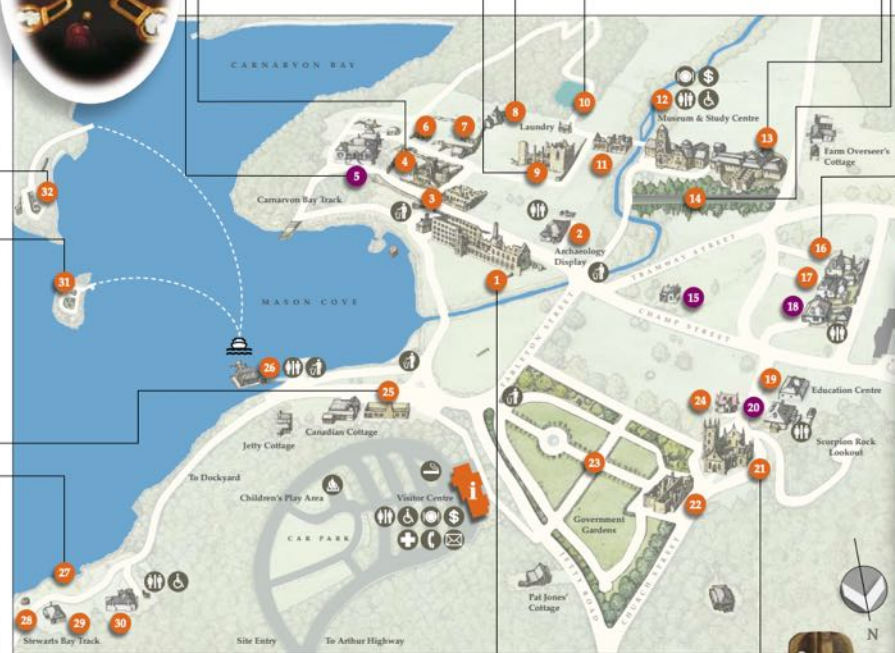 CARNARVON BAY
6
7
8
10
Laundry
12
$
Museum & Study Centre
13
Farm Overseer's
Cottage
5
4
9
11
32
Carnarvon Bay Track
3
14
2
Archaeology
Display
16
TRAMWAY STREET
17
31
1
15
18
MASON COVE
CHAMP STREET
TARLETON STREET
26
19
Education Centre
25
24
20
Jetty Cottage
Canadian Cottage
Scorpion Rock
Lookout
To Dockyard
23
21
Children's Play Area
Visitor Centre
i
$
22
CAR PARK
Government
Gardens
27
JETTY ROAD
CHURCH STREET
Pat Jones'
Cottage
28
29
30
Stewarts Bay Track
Site Entry
To Arthur Highway
N